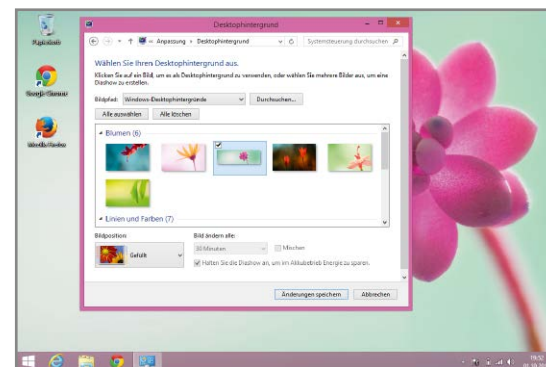 Papierkorb
Google Chrome
Mozilla Firefox
Desktophintergrund
« Anpassung › Desktophintergrund
Systemsteuerung durchsuchen
Wählen Sie Ihren Desktophintergrund aus.
Klicken Sie auf ein Bild, um es als Desktophintergrund zu verwenden, oder wählen Sie mehrere Bilder aus, um eine
Diashow zu erstellen.
Bildpfad: Windows-Desktophintergründe Durchsuchen...
Alle auswählen Alle löschen
Blumen (6)
Linien und Farben (7)
Bildposition: Bild ändern alle:
Gefüllt 30 Minuten Mischen
Halten Sie die Diashow an, um im Akkubetrieb Energie zu sparen.
Änderungen speichern Abbrechen
19:52